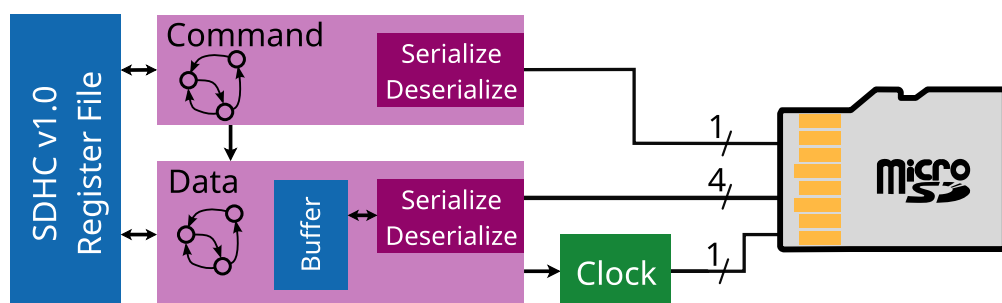 SDHC v1.0
Register File
Command
Serialize
Deserialize
Data
Buffer
Serialize
Deserialize
Clock
1
4
1
micro
SD